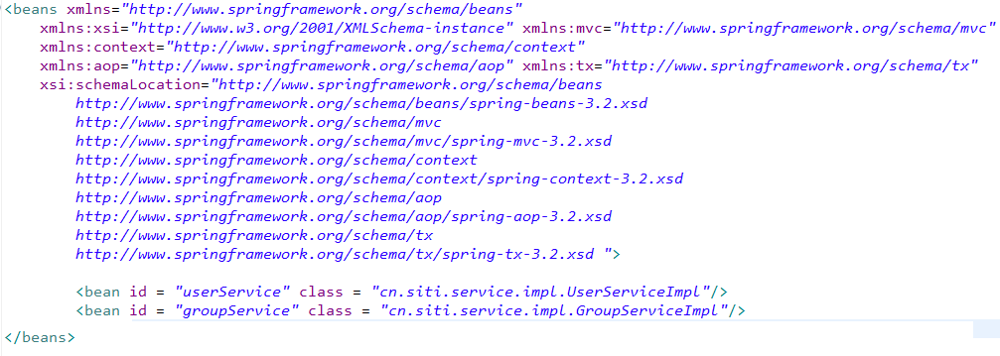 <beans xmlns="http://www.springframework.org/schema/beans"
xmlns:xsi="http://www.w3.org/2001/XMLSchema-instance" xmlns:mvc="http://www.springframework.org/schema/mvc"
xmlns:context="http://www.springframework.org/schema/context"
xmlns:aop="http://www.springframework.org/schema/aop" xmlns:tx="http://www.springframework.org/schema/tx"
xsi:schemaLocation="http://www.springframework.org/schema/beans
http://www.springframework.org/schema/beans/spring-beans-3.2.xsd
http://www.springframework.org/schema/mvc
http://www.springframework.org/schema/mvc/spring-mvc-3.2.xsd
http://www.springframework.org/schema/context
http://www.springframework.org/schema/context/spring-context-3.2.xsd
http://www.springframework.org/schema/aop
http://www.springframework.org/schema/aop/spring-aop-3.2.xsd
http://www.springframework.org/schema/tx
http://www.springframework.org/schema/tx/spring-tx-3.2.xsd ">
<bean id = "userService" class = "cn.siti.service.impl.UserServiceImpl"/>
<bean id = "groupService" class = "cn.siti.service.impl.GroupServiceImpl"/>
</beans>